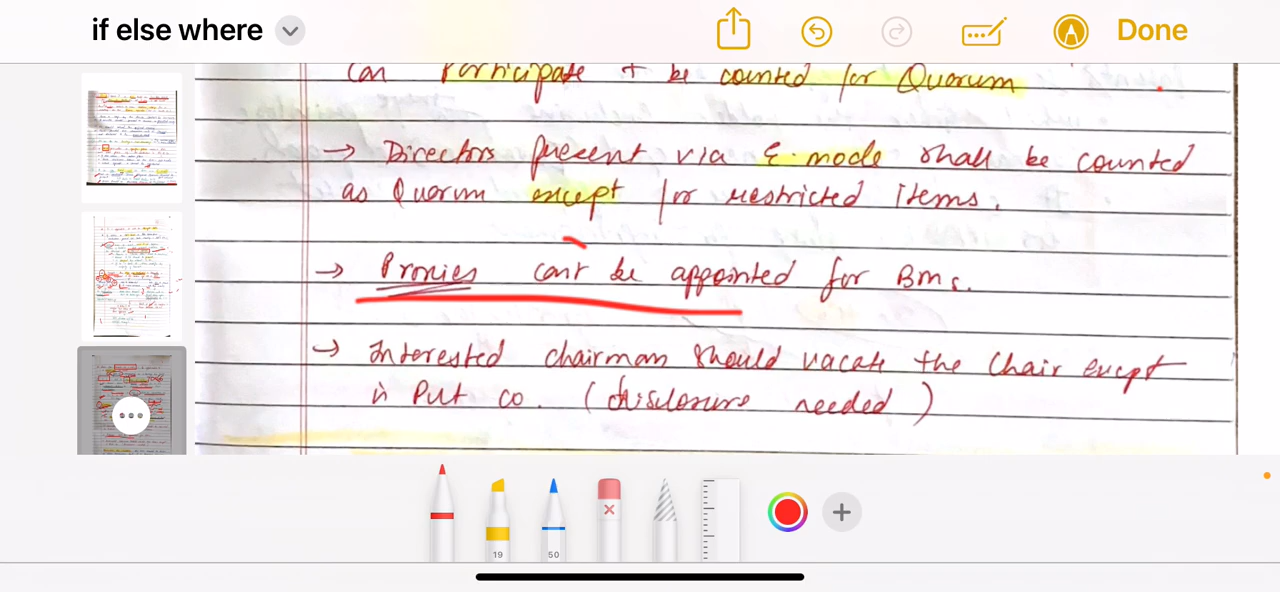 if else where
Done
can Participate + be counted for Quorum
→ Directors present via E-mode shall be counted
as Quorum except for restricted items.
→ Proxies can't be appointed for BMs.
→ Interested chairman should vacate the Chair except
in Pvt co. (disclosure needed)
19
50